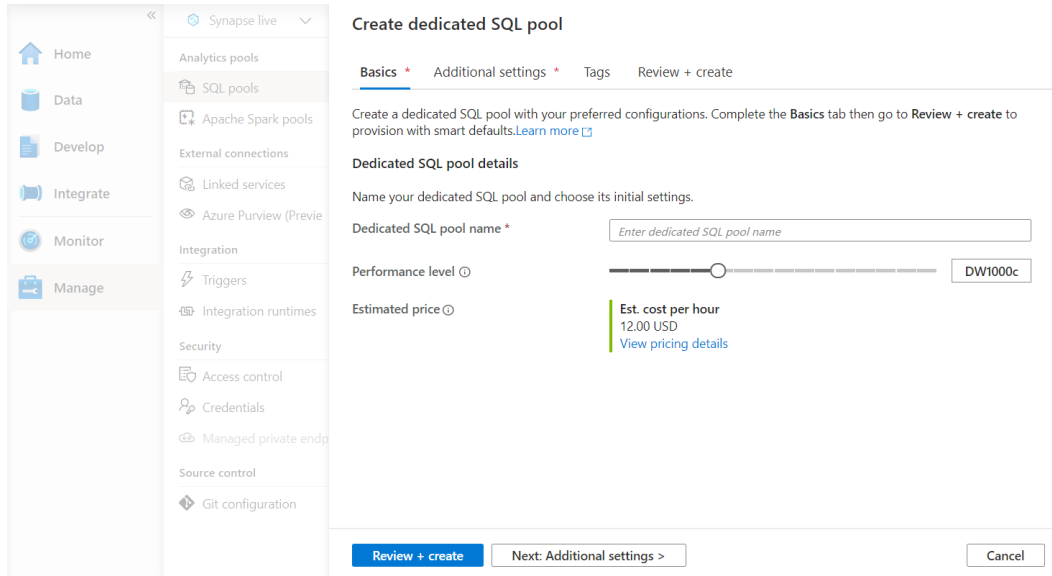 «
Home
Data
Develop
Integrate
Monitor
Manage
Synapse live
Analytics pools
SQL pools
Apache Spark pools
External connections
Linked services
Azure Purview (Previe
Integration
Triggers
Integration runtimes
Security
Access control
Credentials
Managed private endp
Source control
Git configuration
Create dedicated SQL pool
Basics * Additional settings * Tags Review + create
Create a dedicated SQL pool with your preferred configurations. Complete the Basics tab then go to Review + create to
provision with smart defaults.Learn more
Dedicated SQL pool details
Name your dedicated SQL pool and choose its initial settings.
Dedicated SQL pool name * Enter dedicated SQL pool name
Performance level DW1000c
Estimated price Est. cost per hour
12.00 USD
View pricing details
Review + create Next: Additional settings > Cancel